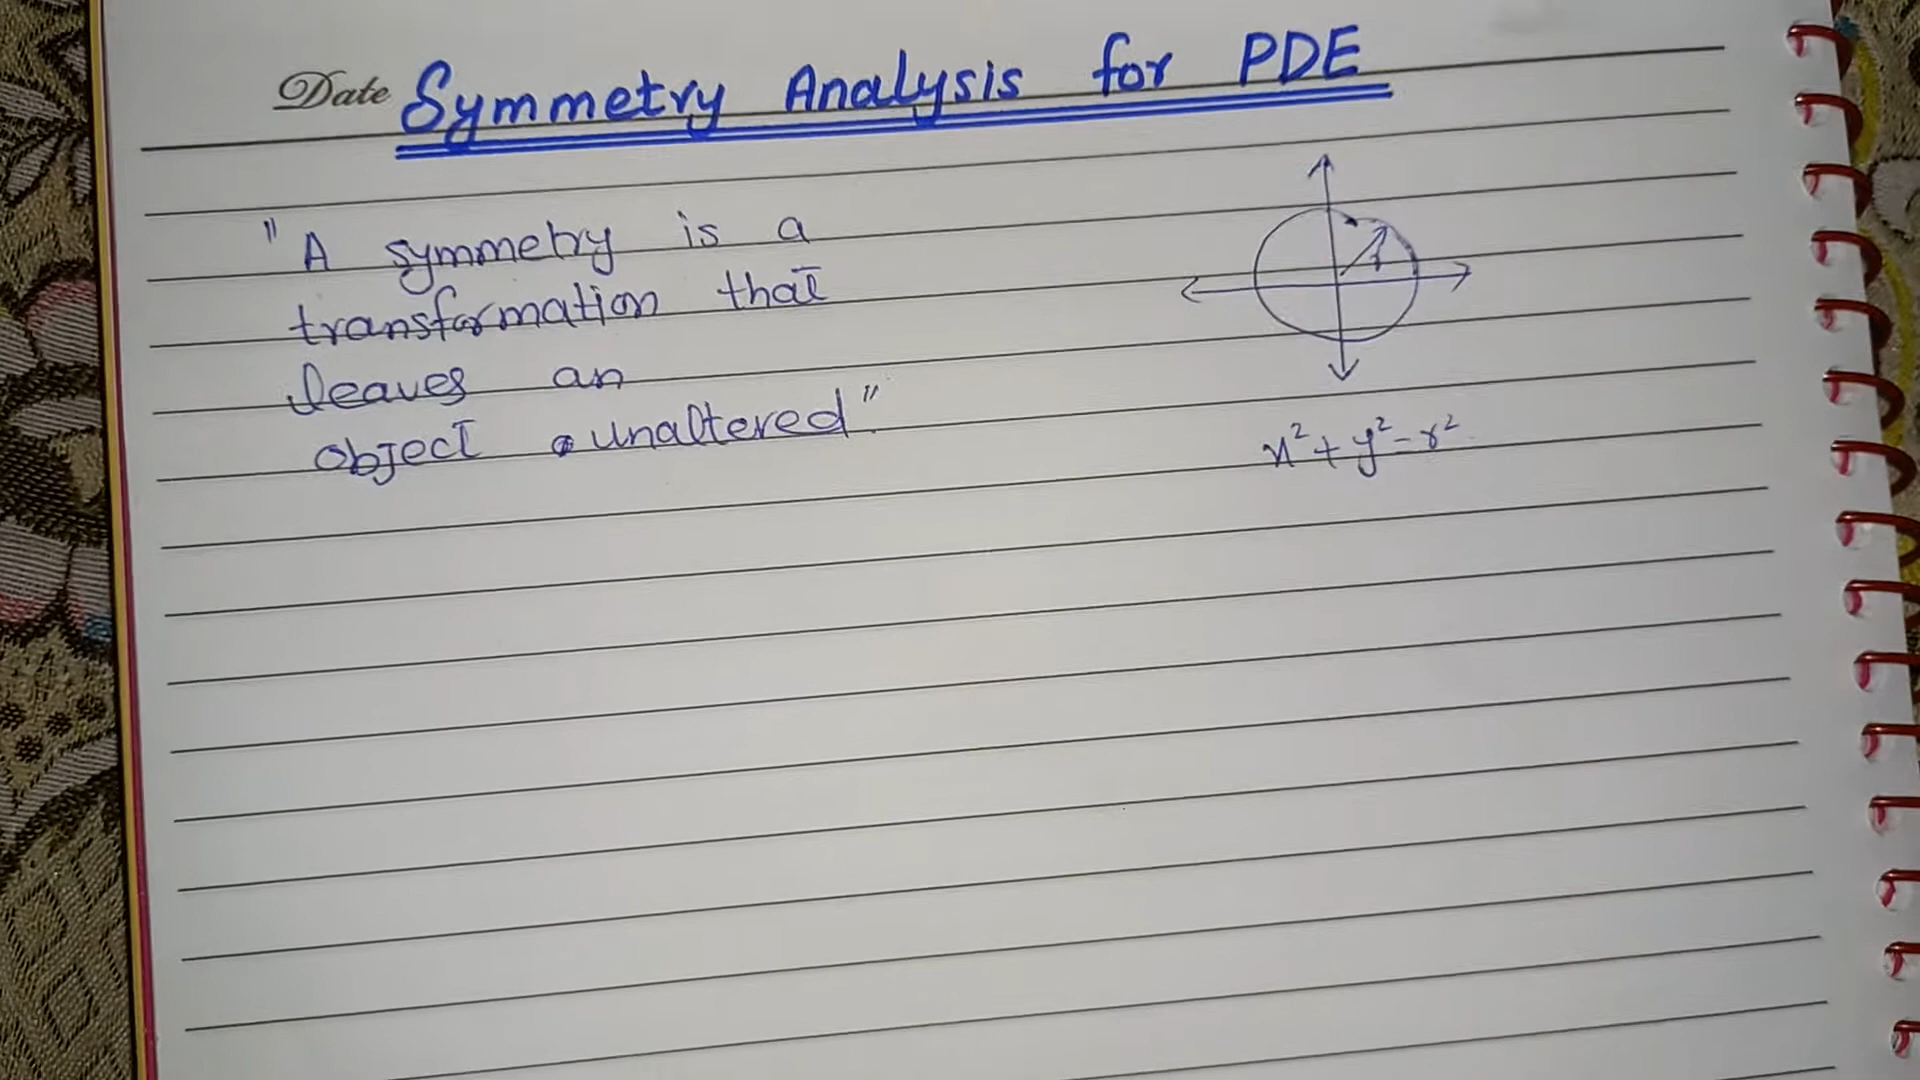 Date Symmetry Analysis for PDE
"A symmetry is a
transformation that
leaves an
object unaltered".
r
x² + y² - r²